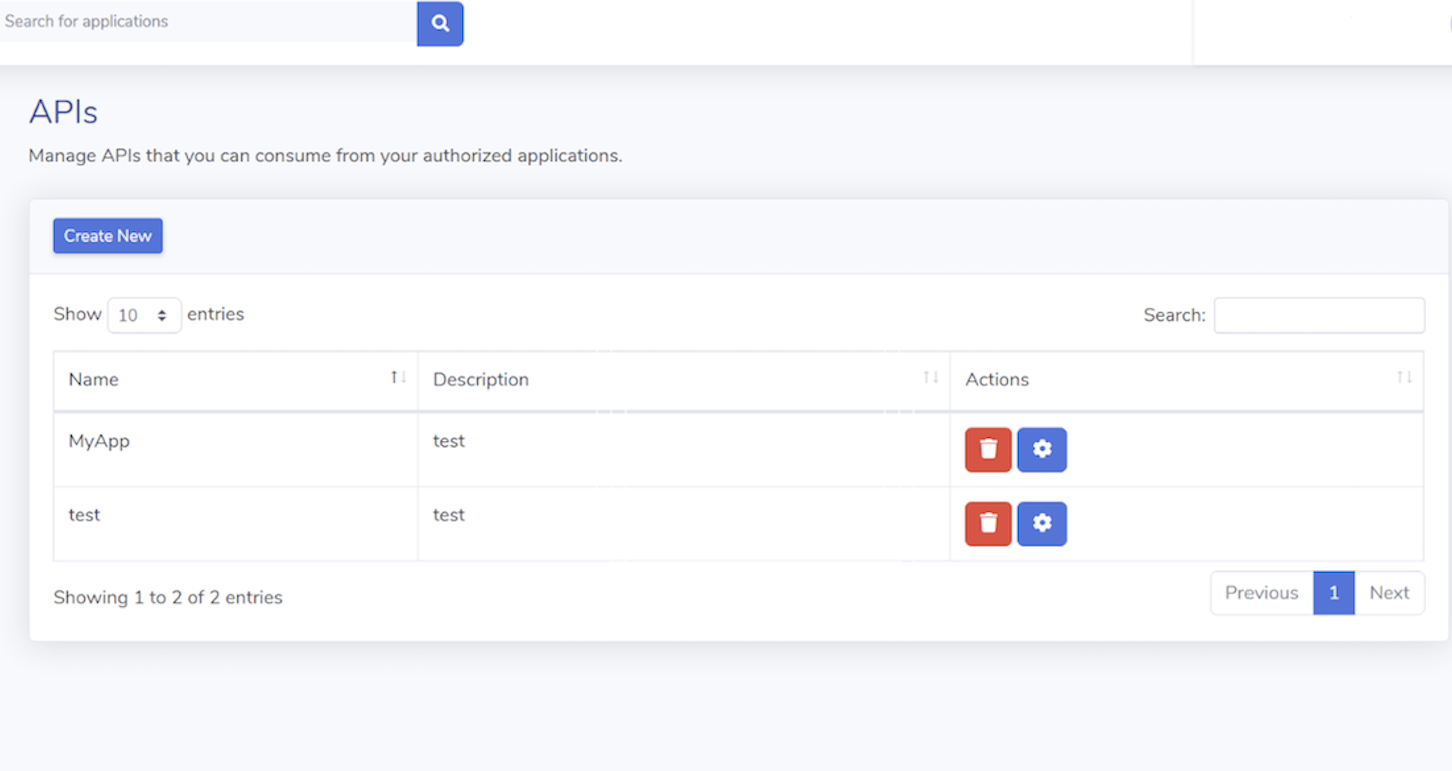 Search for applications
APIs
Manage APIs that you can consume from your authorized applications.
Create New
Show 10 entries
Search:
Name Description Actions
MyApp test
test test
Showing 1 to 2 of 2 entries
Previous 1 Next